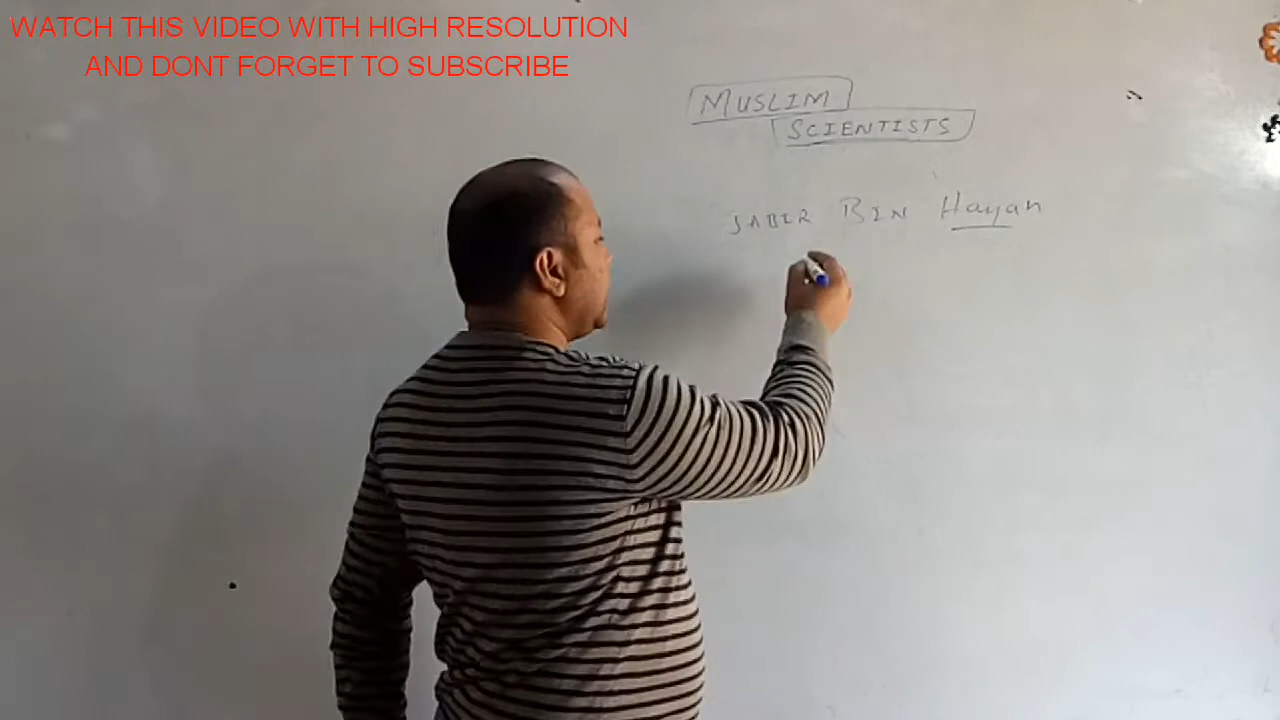 WATCH THIS VIDEO WITH HIGH RESOLUTION
AND DONT FORGET TO SUBSCRIBE
MUSLIM
SCIENTISTS
JABIR BIN Hayan